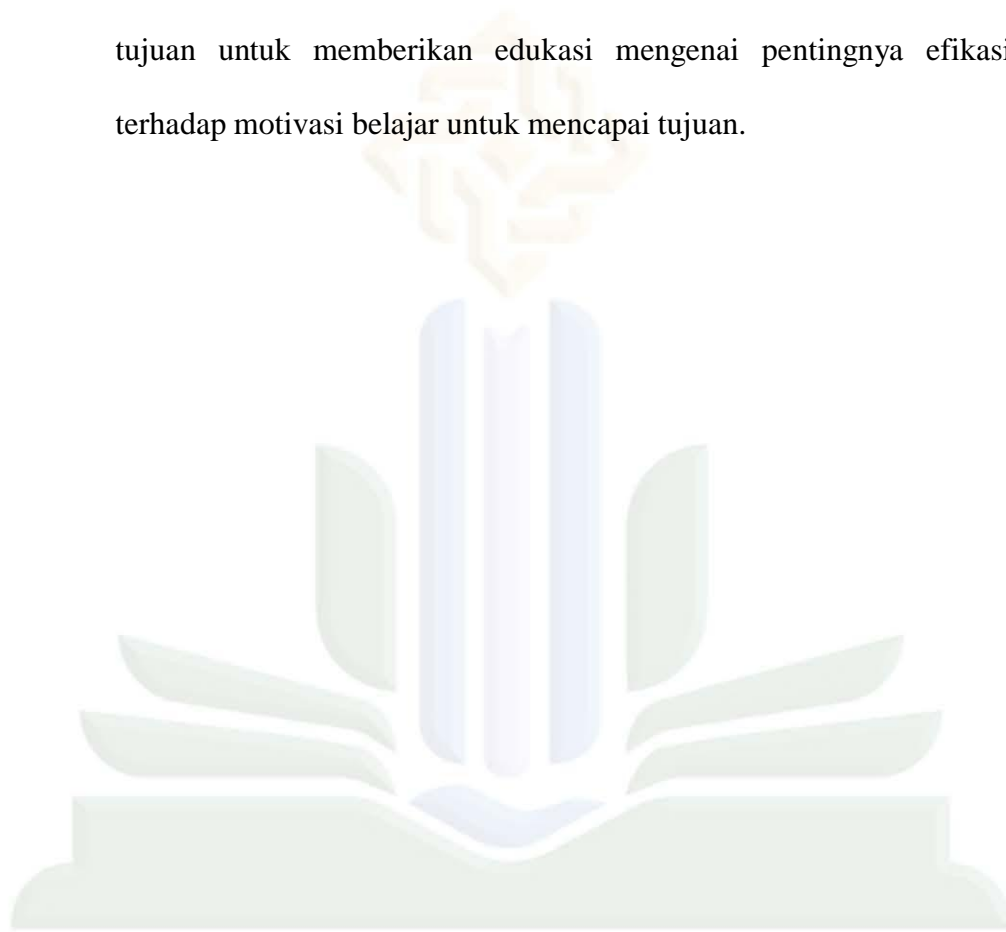 tujuan untuk memberikan edukasi mengenai pentingnya efikasi
terhadap motivasi belajar untuk mencapai tujuan.